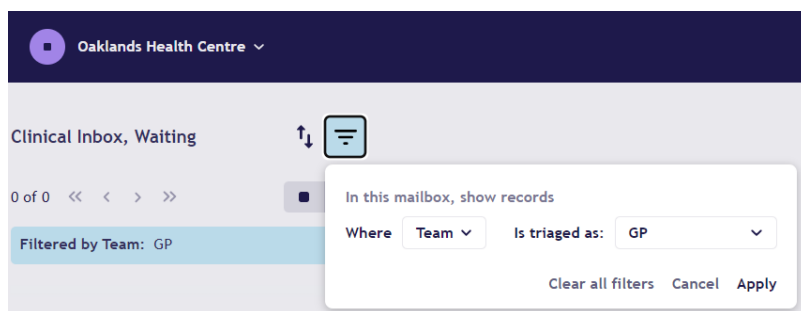 Oaklands Health Centre
Clinical Inbox, Waiting
0 of 0
Filtered by Team: GP
In this mailbox, show records
Where Team Is triaged as: GP
Clear all filters Cancel Apply